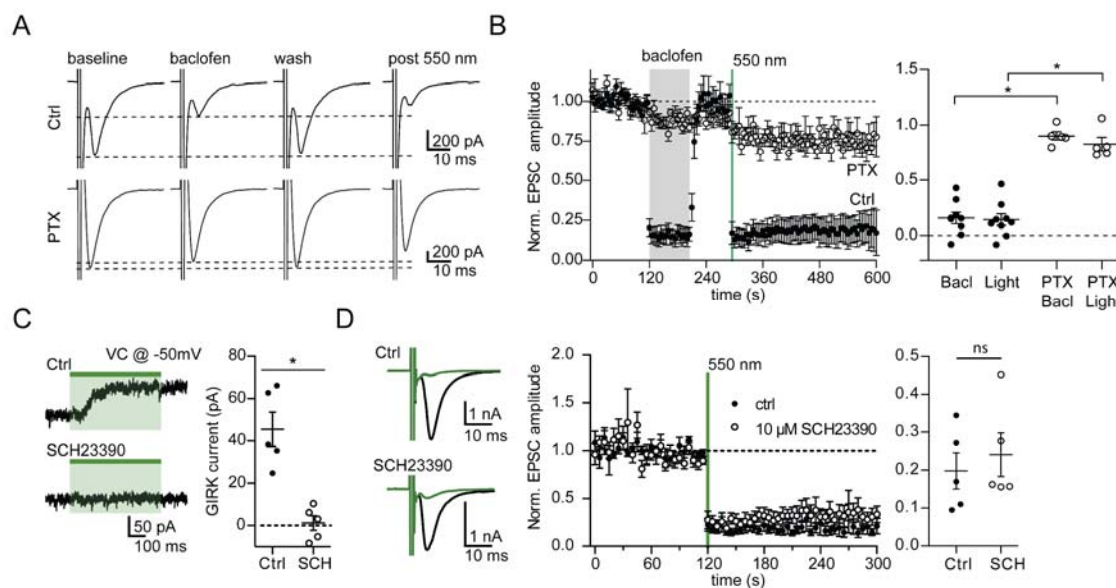 A
baseline
baclofen
wash
post 550 nm
Ctrl
200 pA
10 ms
PTX
200 pA
10 ms
B
baclofen
550 nm
Norm. EPSC amplitude
1.00
0.75
0.50
0.25
0.00
PTX
Ctrl
0 120 240 360 480 600
time (s)
*
*
1.5
1.0
0.5
0.0
Bacl Light PTX Bacl PTX Light
C
VC @ -50mV
Ctrl
SCH23390
50 pA
100 ms
GIRK current (pA)
80
60
40
20
0
*
Ctrl SCH
D
Ctrl
1 nA
10 ms
SCH23390
1 nA
10 ms
Norm. EPSC amplitude
2.0
1.5
1.0
0.5
0.0
550 nm
ctrl
10 µM SCH23390
0 60 120 180 240 300
time (s)
ns
0.5
0.4
0.3
0.2
0.1
0.0
Ctrl SCH